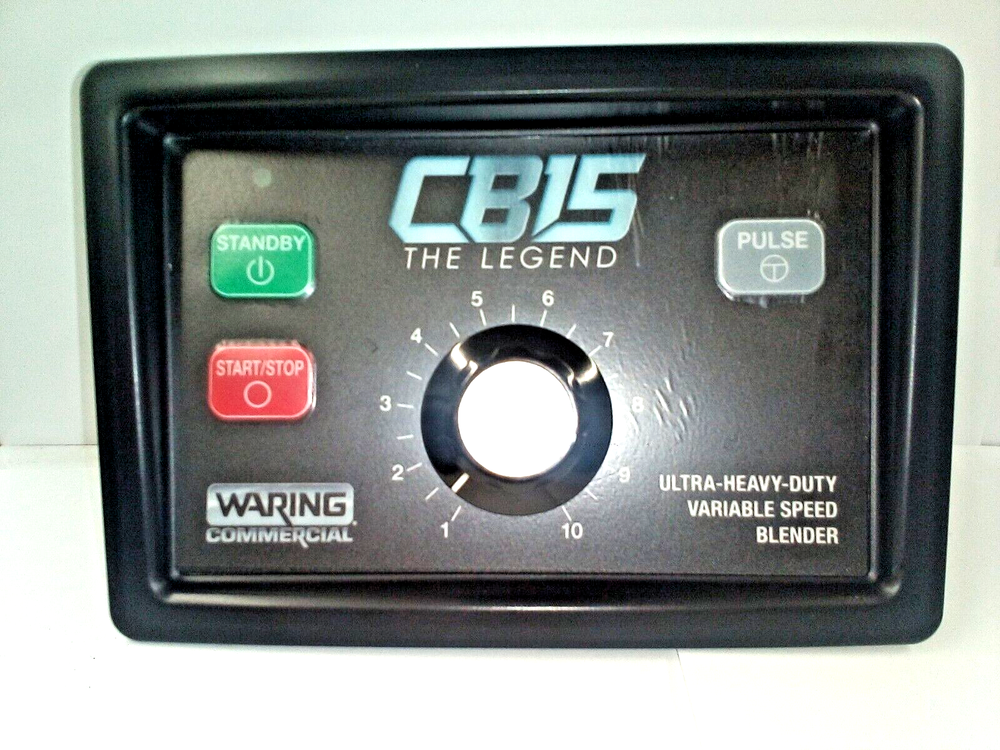 CB15
THE LEGEND
STANDBY
PULSE
START/STOP
1
2
3
4
5
6
7
8
9
10
WARING
COMMERCIAL
ULTRA-HEAVY-DUTY
VARIABLE SPEED
BLENDER